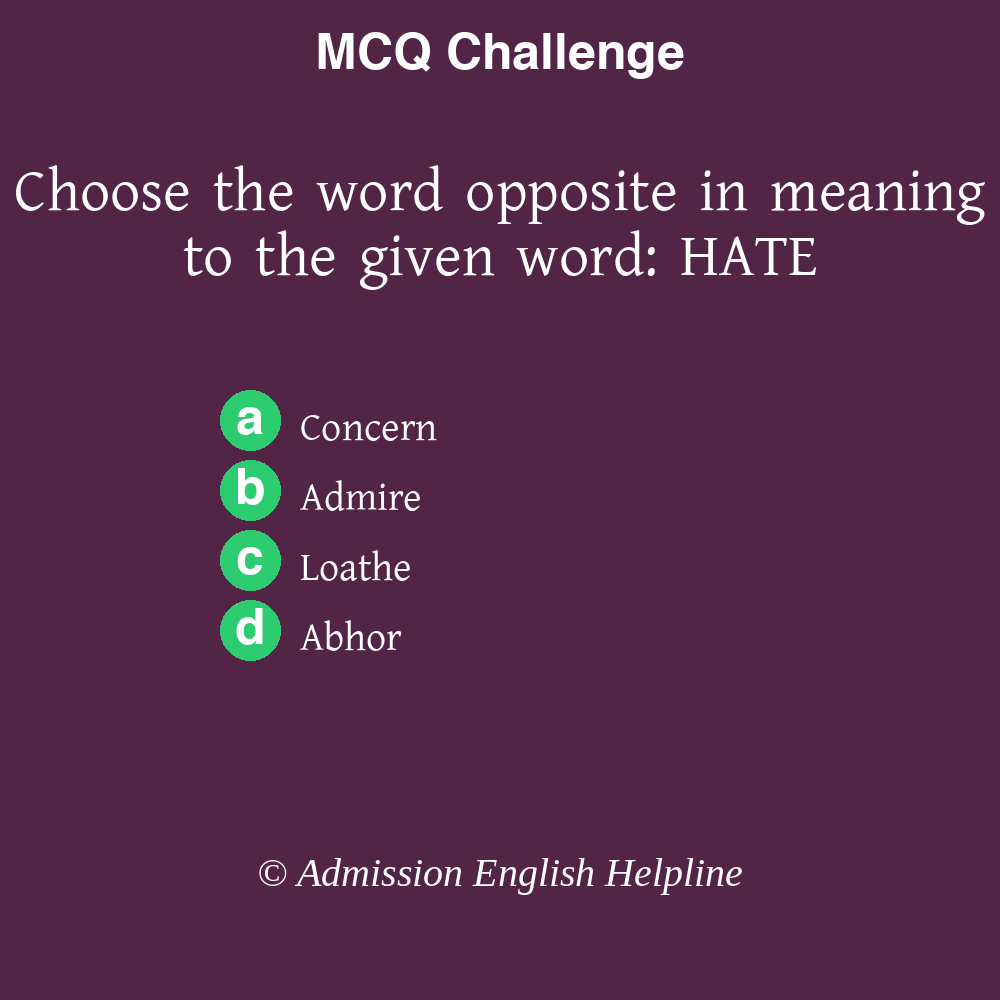 MCQ Challenge
Choose the word opposite in meaning
to the given word: HATE
a Concern
b Admire
c Loathe
d Abhor
© Admission English Helpline